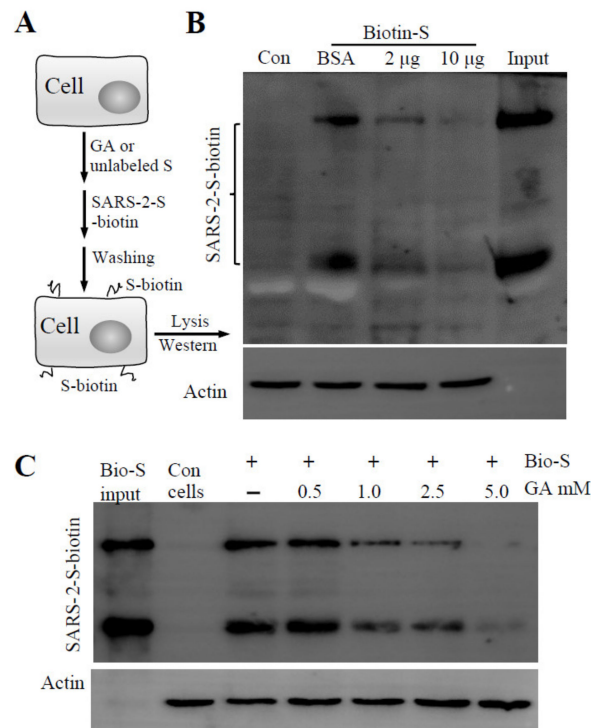 A
Cell
GA or
unlabeled S
SARS-2-S
-biotin
Washing
S-biotin
Cell
S-biotin
Lysis
Western
B
Biotin-S
Con BSA 2 µg 10 µg Input
SARS-2-S-biotin
Actin
C
Bio-S
input
Con
cells
+ + + + + Bio-S
– 0.5 1.0 2.5 5.0 GA mM
SARS-2-S-biotin
Actin